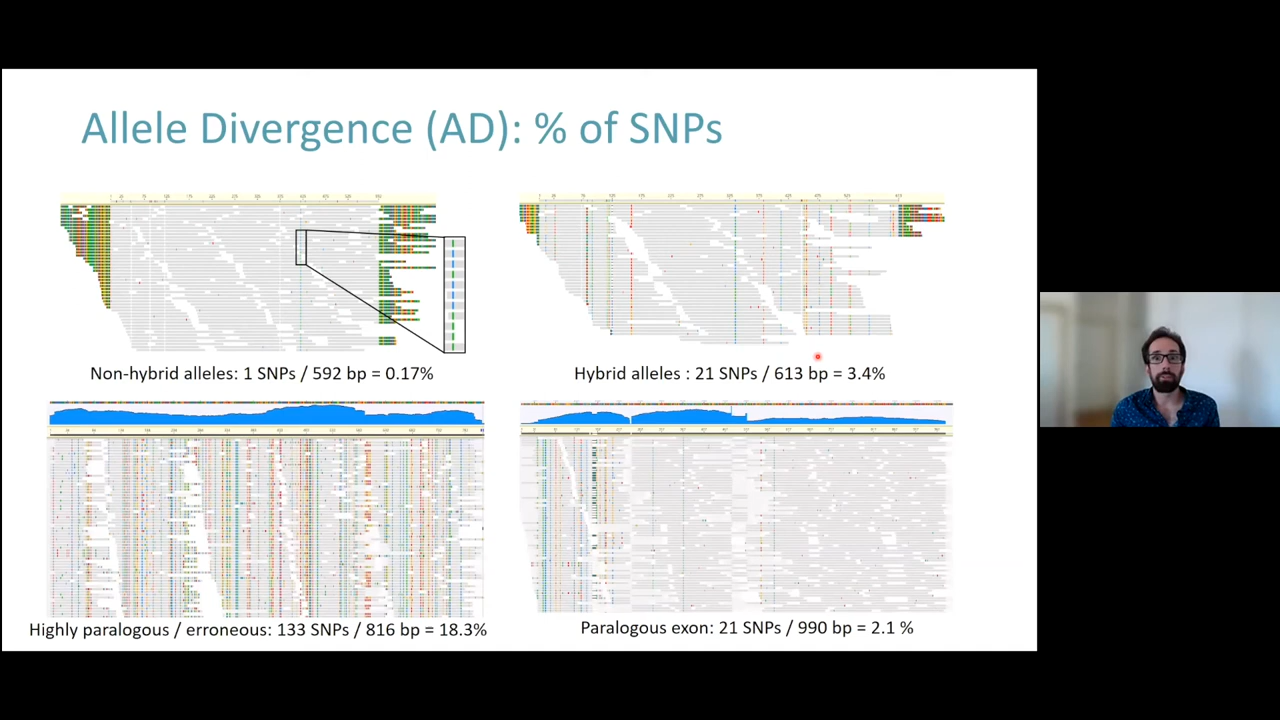 Allele Divergence (AD): % of SNPs
Non-hybrid alleles: 1 SNPs / 592 bp = 0.17%
Hybrid alleles : 21 SNPs / 613 bp = 3.4%
Highly paralogous / erroneous: 133 SNPs / 816 bp = 18.3%
Paralogous exon: 21 SNPs / 990 bp = 2.1 %